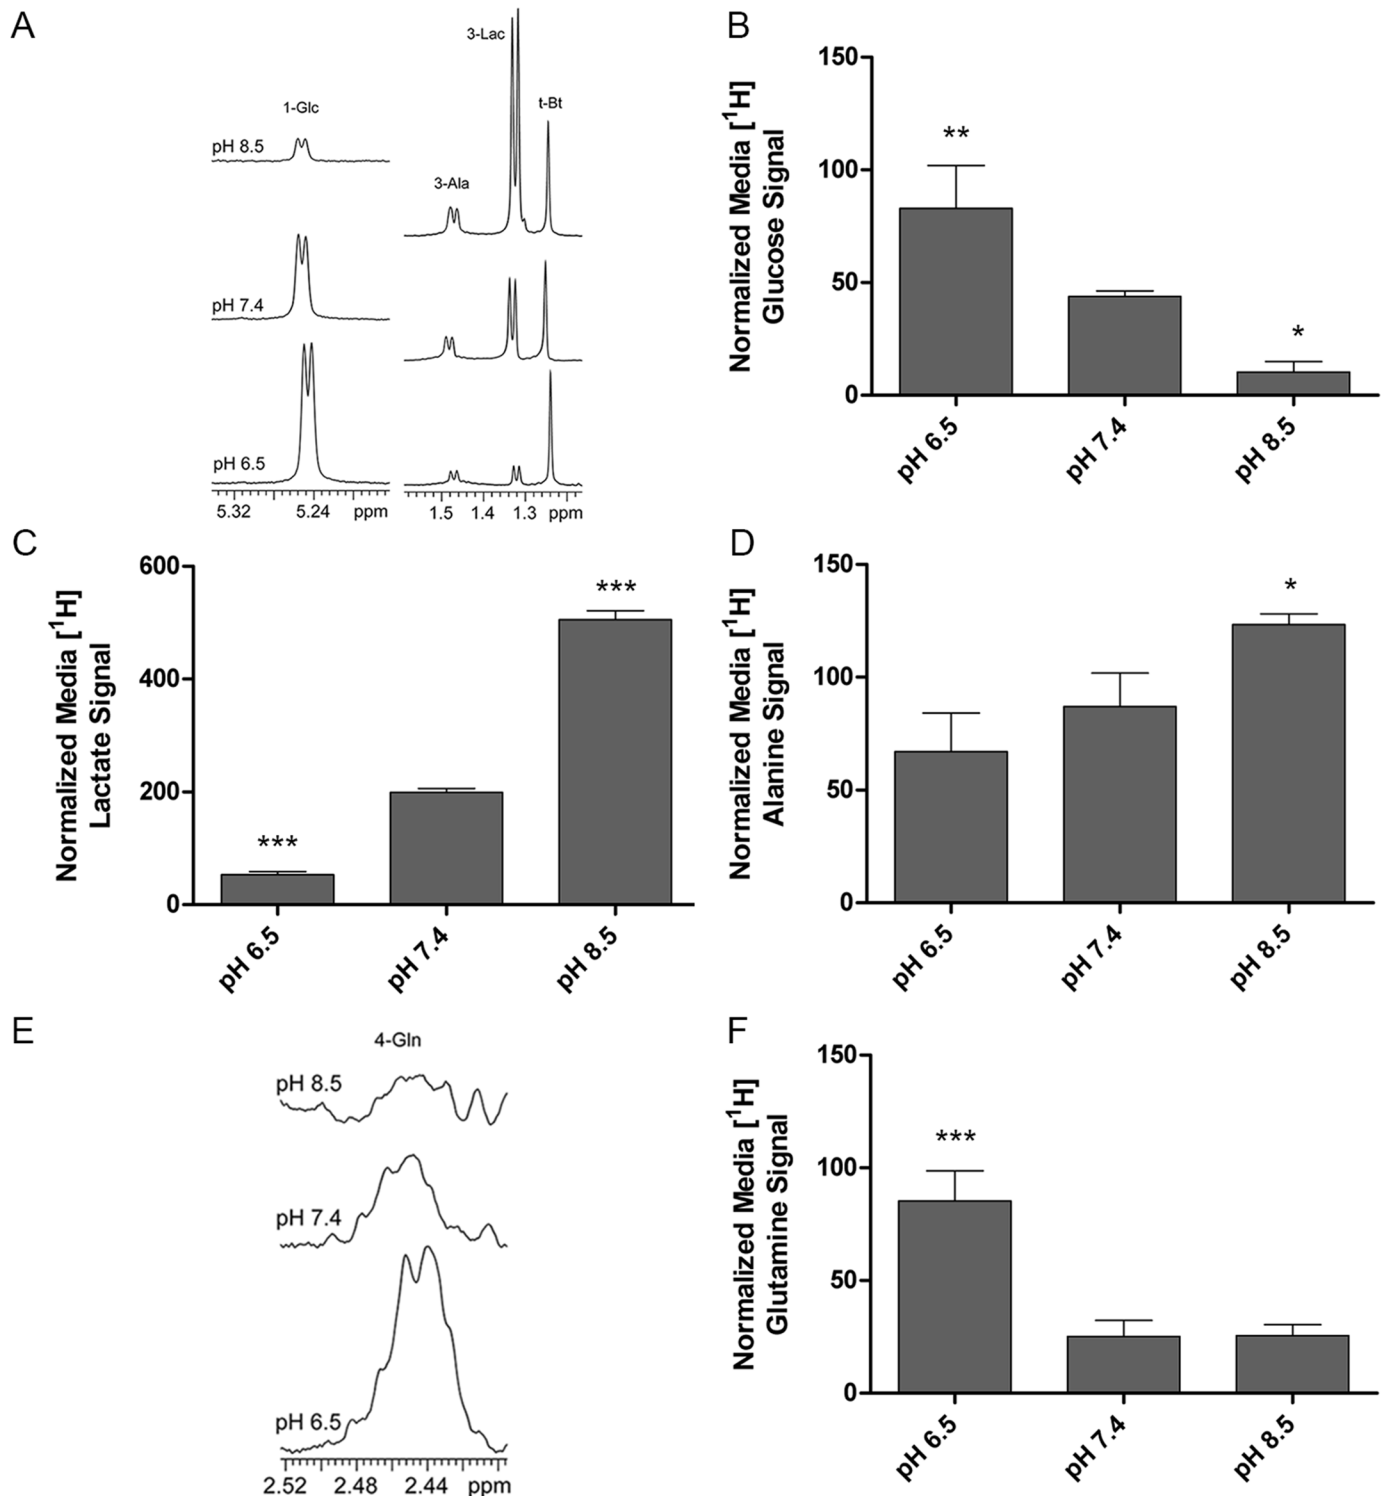 A
1-Glc
3-Lac
t-Bt
3-Ala
pH 8.5
pH 7.4
pH 6.5
5.32 5.24 ppm
1.5 1.4 1.3 ppm
B
Normalized Media [¹H]
Glucose Signal
150
100
50
0
**
*
pH 6.5 pH 7.4 pH 8.5
C
Normalized Media [¹H]
Lactate Signal
600
400
200
0
***
***
pH 6.5 pH 7.4 pH 8.5
D
Normalized Media [¹H]
Alanine Signal
150
100
50
0
*
pH 6.5 pH 7.4 pH 8.5
E
4-Gln
pH 8.5
pH 7.4
pH 6.5
2.52 2.48 2.44 ppm
F
Normalized Media [¹H]
Glutamine Signal
150
100
50
0
***
pH 6.5 pH 7.4 pH 8.5